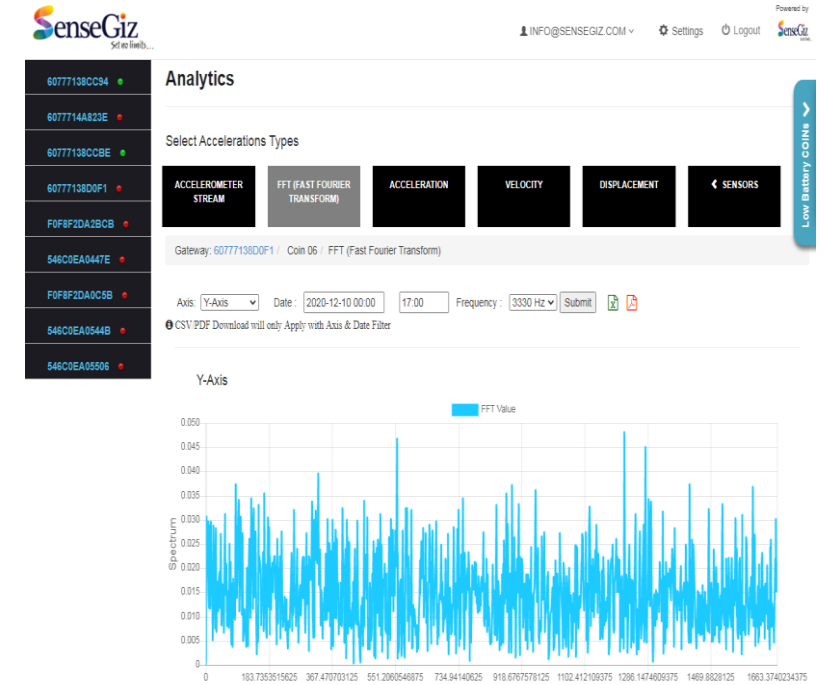 Powered by
SenseGiz
Set no limits...
INFO@SENSEGIZ.COM
Settings
Logout
SenseGiz
60777138CC94
6077714A823E
60777138CCBE
60777138D0F1
F0F8F2DA2BCB
546C0EA0447E
F0F8F2DA0C5B
546C0EA0544B
546C0EA05506
Analytics
Select Accelerations Types
ACCELEROMETER
STREAM
FFT (FAST FOURIER
TRANSFORM)
ACCELERATION
VELOCITY
DISPLACEMENT
SENSORS
Low Battery COINs
Gateway: 60777138D0F1 / Coin 06 / FFT (Fast Fourier Transform)
Axis: Y-Axis Date : 2020-12-10 00:00 17:00 Frequency : 3330 Hz Submit
CSV/PDF Download will only Apply with Axis & Date Filter
Y-Axis
FFT Value
Spectrum
0.050
0.045
0.040
0.035
0.030
0.025
0.020
0.015
0.010
0.005
0
0 183.7353515625 367.470703125 551.2060546875 734.94140625 918.6767578125 1102.412109375 1286.1474609375 1469.8828125 1663.3740234375